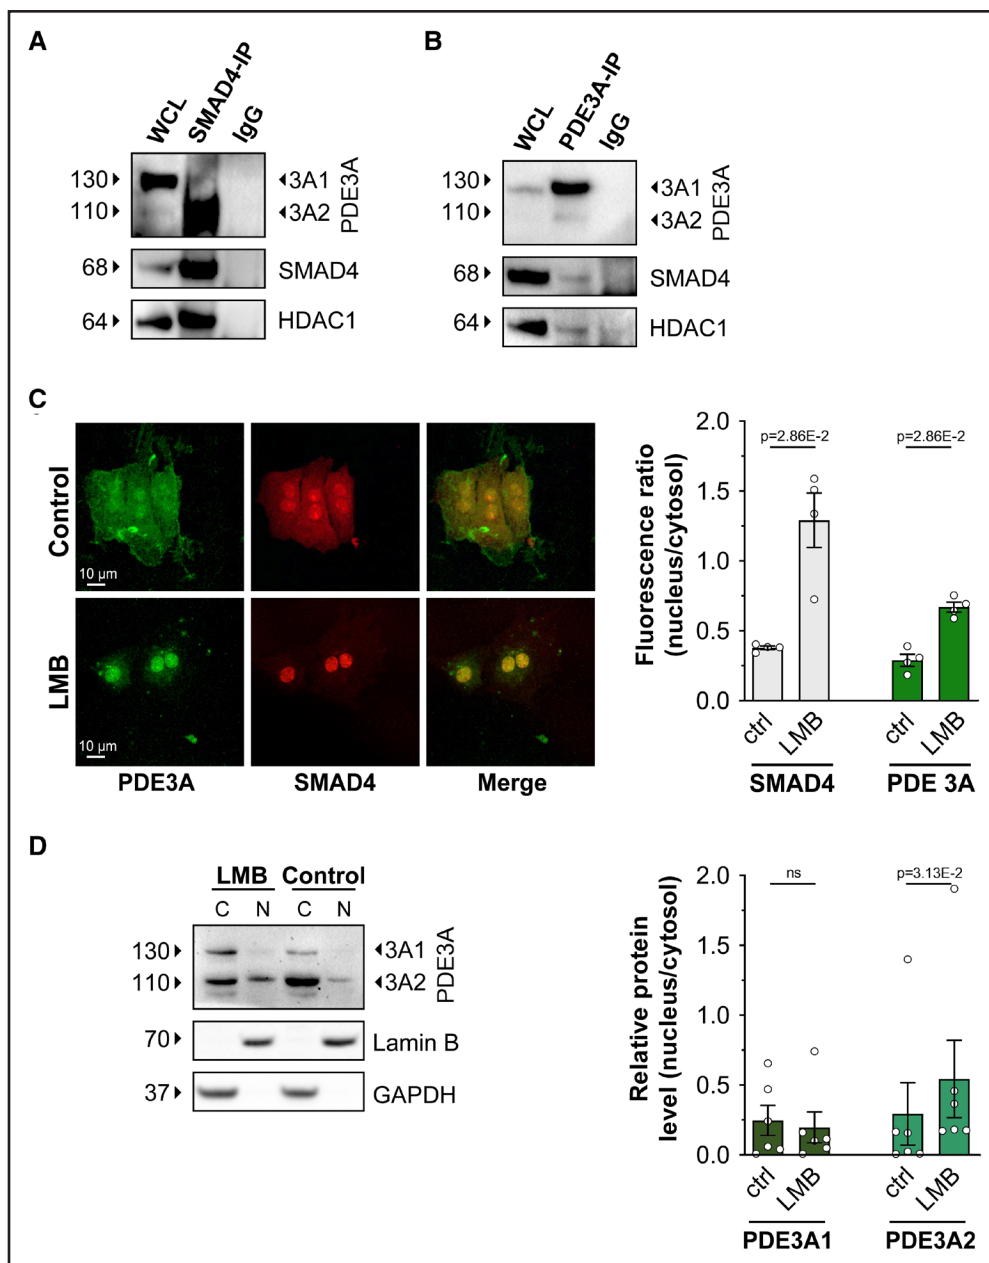 A
WCL
SMAD4-IP
IgG
130
110
3A1
3A2
PDE3A
68
SMAD4
64
HDAC1
B
WCL
PDE3A-IP
IgG
130
110
3A1
3A2
PDE3A
68
SMAD4
64
HDAC1
C
Control
10 µm
LMB
10 µm
PDE3A
SMAD4
Merge
Fluorescence ratio
(nucleus/cytosol)
2.0
1.5
1.0
0.5
0.0
p=2.86E-2
p=2.86E-2
ctrl
LMB
ctrl
LMB
SMAD4
PDE 3A
D
LMB Control
C N C N
130
110
3A1
3A2
PDE3A
70
Lamin B
37
GAPDH
Relative protein
level (nucleus/cytosol)
2.0
1.5
1.0
0.5
0.0
ns
p=3.13E-2
ctrl
LMB
ctrl
LMB
PDE3A1
PDE3A2